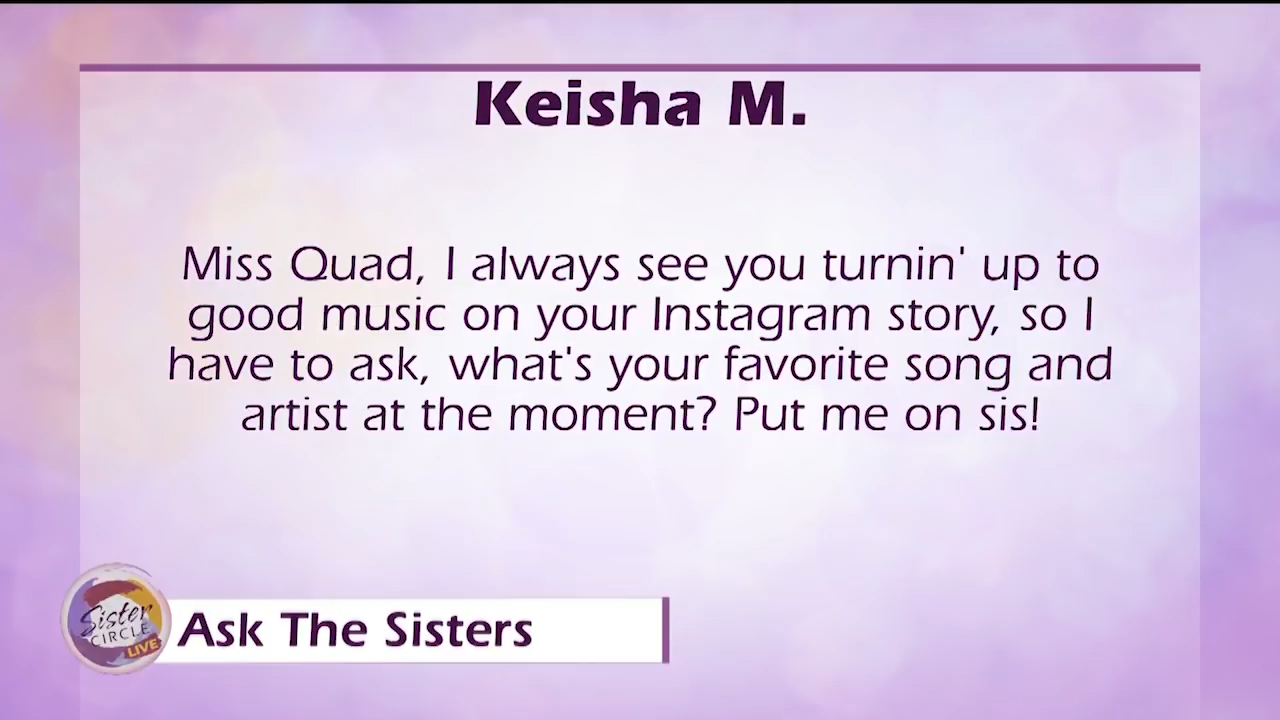 Keisha M.
Miss Quad, I always see you turnin' up to
good music on your Instagram story, so I
have to ask, what's your favorite song and
artist at the moment? Put me on sis!
Sister
CIRCLE
LIVE
Ask The Sisters